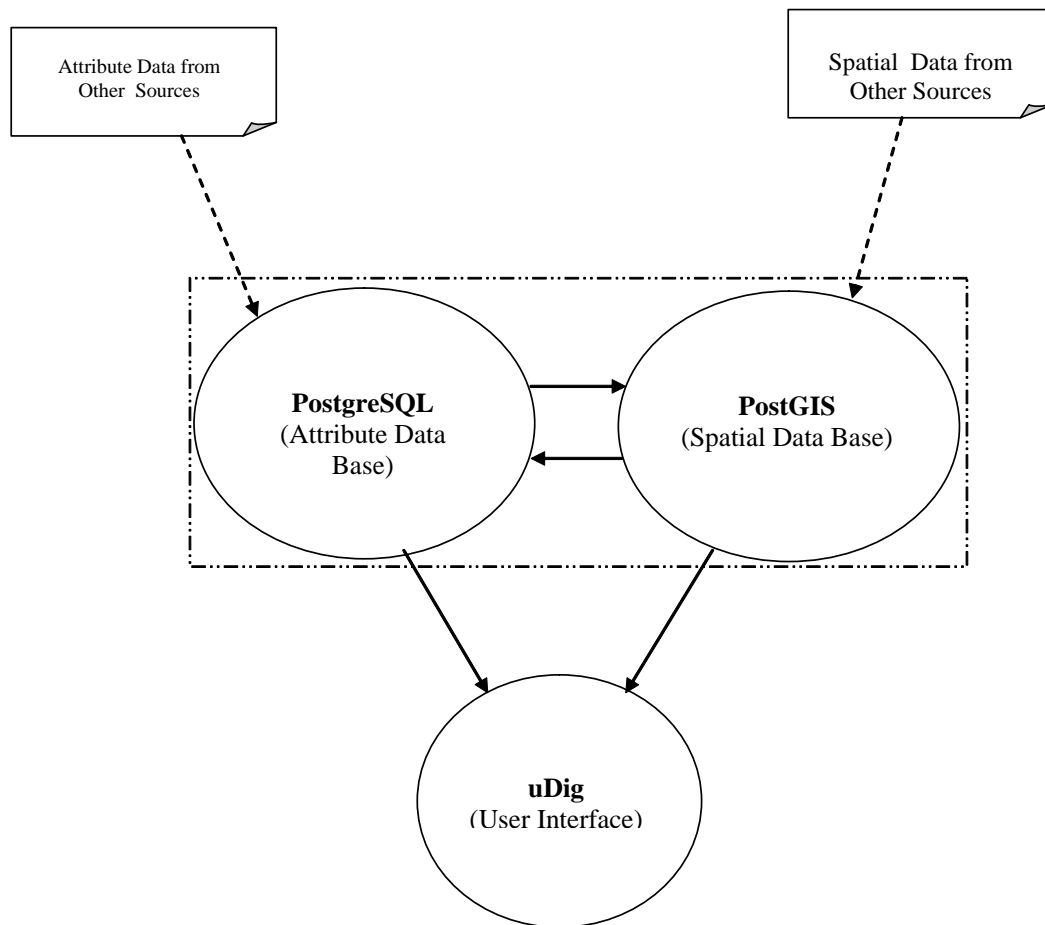 Attribute Data from
Other Sources
Spatial Data from
Other Sources
PostgreSQL
(Attribute Data
Base)
PostGIS
(Spatial Data Base)
uDig
(User Interface)